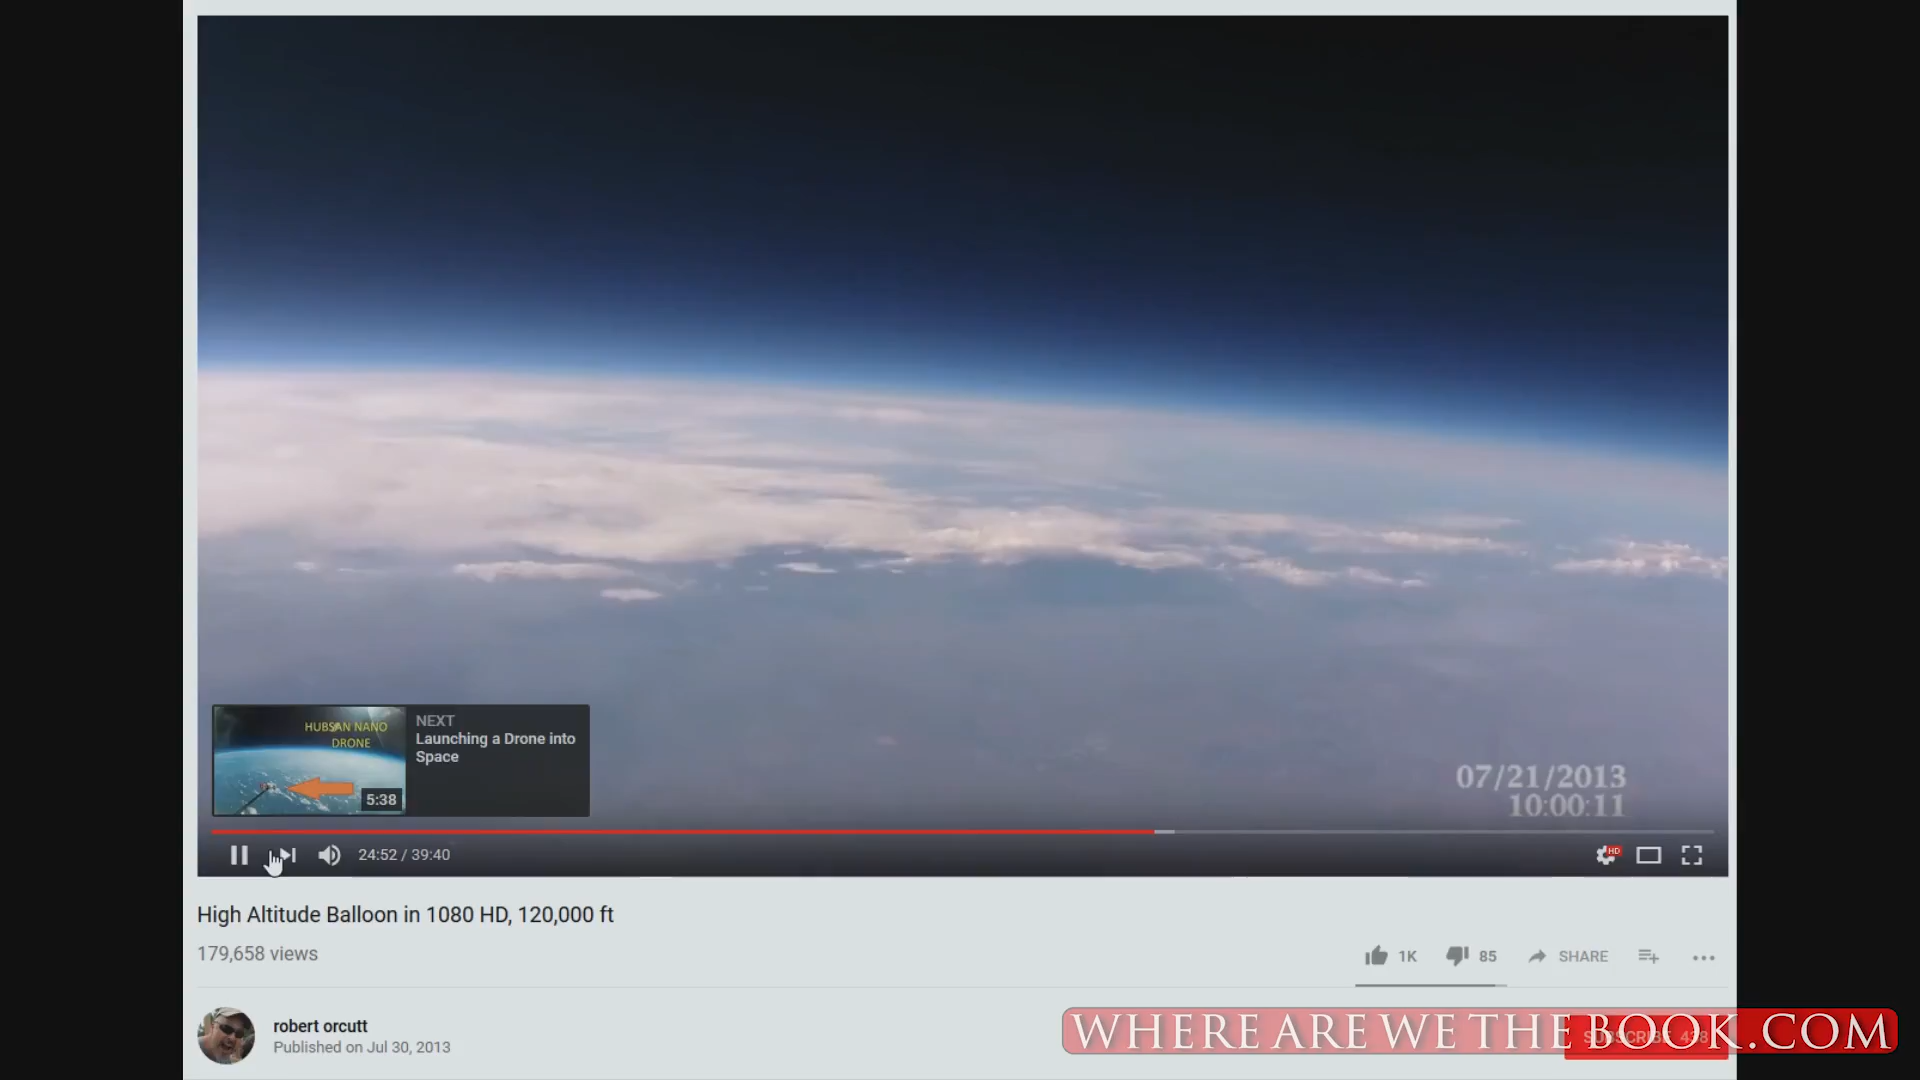 HUBSAN NANO
DRONE
5:38
NEXT
Launching a Drone into
Space
07/21/2013
10:00:11
24:52 / 39:40
HD
High Altitude Balloon in 1080 HD, 120,000 ft
179,658 views
1K
85
SHARE
robert orcutt
Published on Jul 30, 2013
WHERE ARE WE THE BOOK.COM
SUBSCRIBE